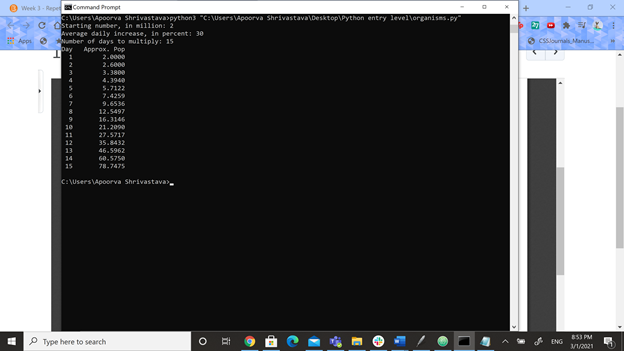 Week 3 - Repet
Command Prompt
Apps
CSSJournals_Manus...
C:\Users\Apoorva Shrivastava>python3 "C:\Users\Apoorva Shrivastava\Desktop\Python entry level\organisms.py"
Starting number, in million: 2
Average daily increase, in percent: 30
Number of days to multiply: 15
Day Approx. Pop
1 2.0000
2 2.6000
3 3.3800
4 4.3940
5 5.7122
6 7.4259
7 9.6536
8 12.5497
9 16.3146
10 21.2090
11 27.5717
12 35.8432
13 46.5962
14 60.5750
15 78.7475
C:\Users\Apoorva Shrivastava>
Type here to search
ENG
8:53 PM
3/1/2021